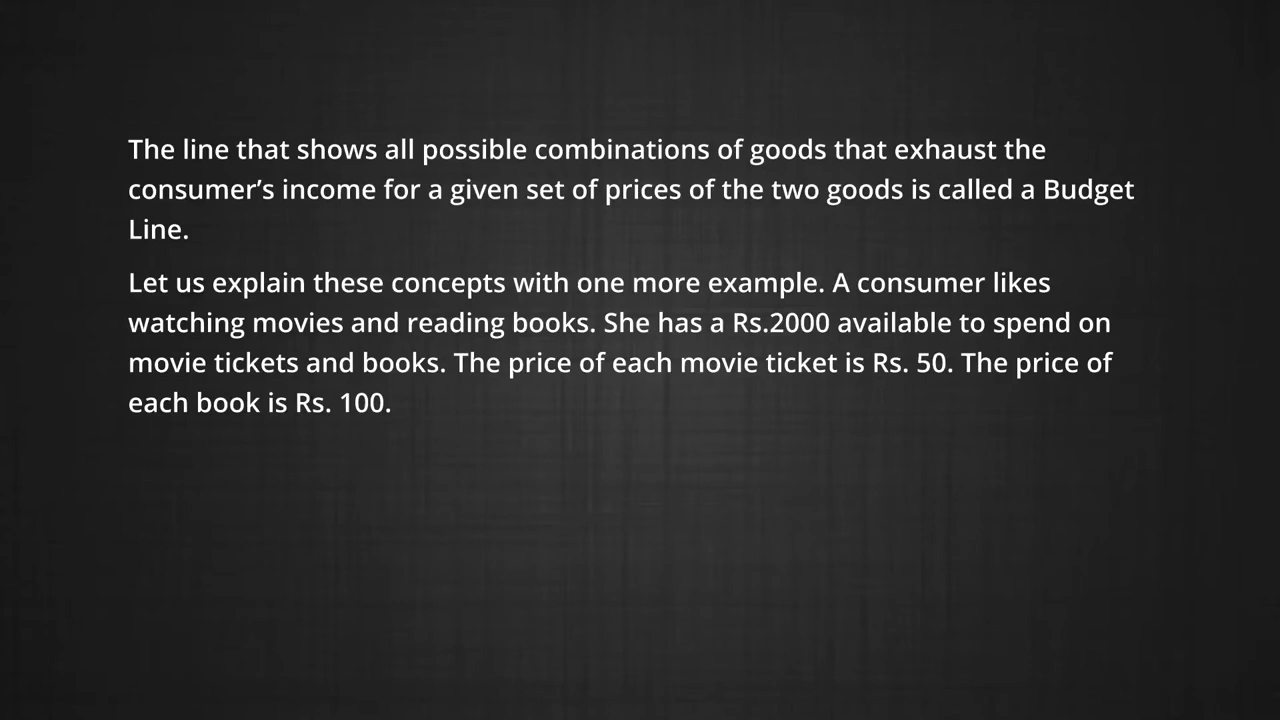 The line that shows all possible combinations of goods that exhaust the
consumer’s income for a given set of prices of the two goods is called a Budget
Line.
Let us explain these concepts with one more example. A consumer likes
watching movies and reading books. She has a Rs.2000 available to spend on
movie tickets and books. The price of each movie ticket is Rs. 50. The price of
each book is Rs. 100.